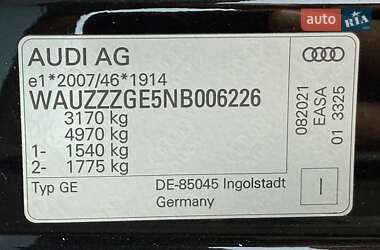 auto RIA
AUDI AG
e1*2007/46*1914
WAUZZZGE5NB006226
3170 kg
4970 kg
1- 1540 kg
2- 1775 kg
Typ GE
DE-85045 Ingolstadt
Germany
082021
EASA
01 3325
I